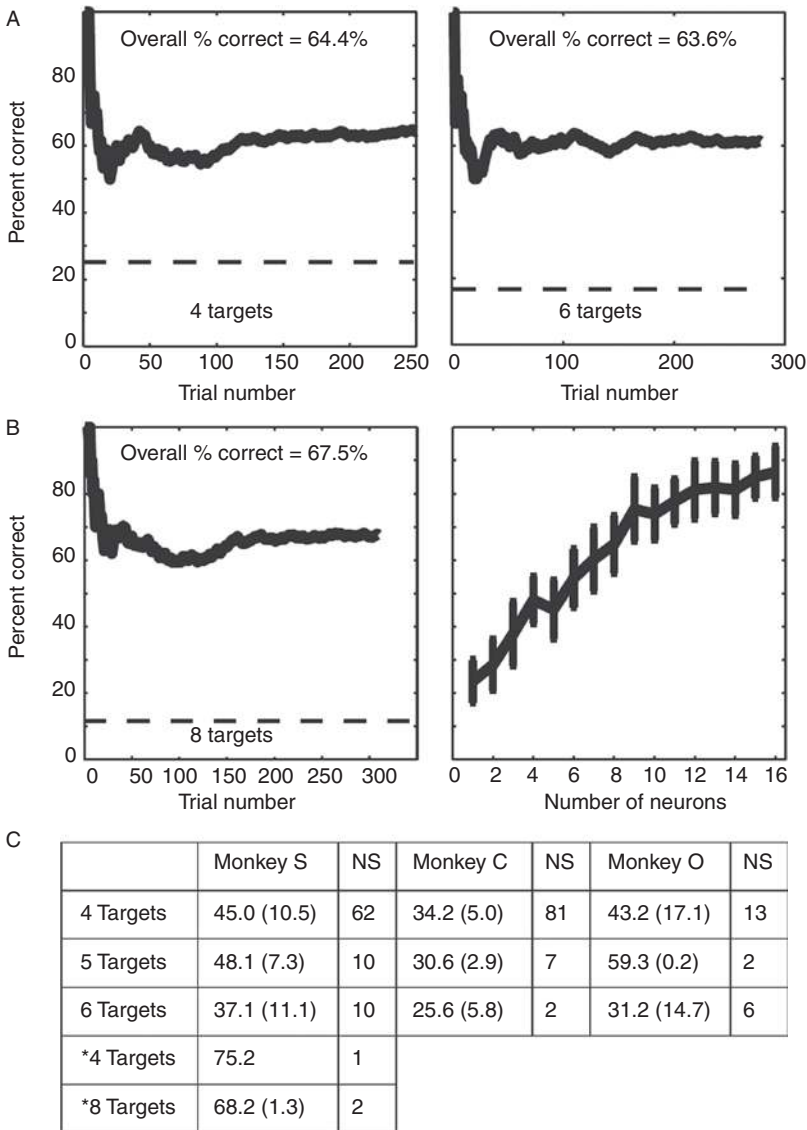 A
Overall % correct = 64.4%
Percent correct
80
60
40
20
0
4 targets
0 50 100 150 200 250
Trial number
Overall % correct = 63.6%
6 targets
0 100 200 300
Trial number
B
Overall % correct = 67.5%
Percent correct
80
60
40
20
0
8 targets
0 50 100 150 200 250 300
Trial number
0 2 4 6 8 10 12 14 16
Number of neurons
C
Monkey S NS Monkey C NS Monkey O NS
4 Targets 45.0 (10.5) 62 34.2 (5.0) 81 43.2 (17.1) 13
5 Targets 48.1 (7.3) 10 30.6 (2.9) 7 59.3 (0.2) 2
6 Targets 37.1 (11.1) 10 25.6 (5.8) 2 31.2 (14.7) 6
*4 Targets 75.2 1
*8 Targets 68.2 (1.3) 2